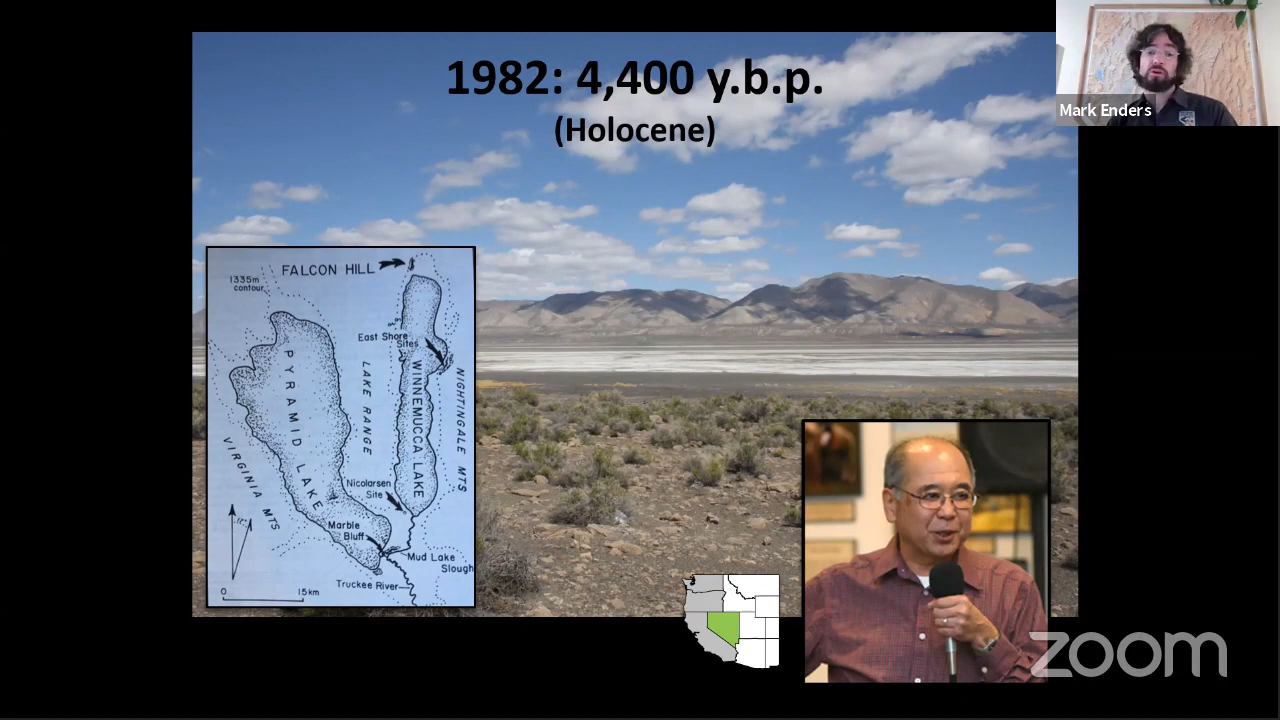 1982: 4,400 y.b.p.
(Holocene)
Mark Enders
FALCON HILL
1335m
contour
East Shore
Sites
PYRAMID LAKE
LAKE RANGE
WINNEMUCCA LAKE
NIGHTINGALE MTS
VIRGINIA MTS
Nicolarsen
Site
Marble
Bluff
Mud Lake
Slough
Truckee River
0 15km
zoom